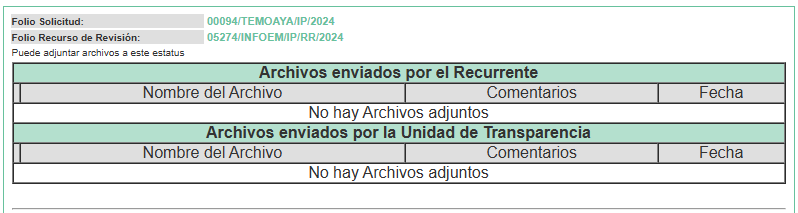 Folio Solicitud: 00094/TEMOAYA/IP/2024
Folio Recurso de Revisión: 05274/INFOEM/IP/RR/2024
Puede adjuntar archivos a este estatus
Archivos enviados por el Recurrente
Nombre del Archivo Comentarios Fecha
No hay Archivos adjuntos
Archivos enviados por la Unidad de Transparencia
Nombre del Archivo Comentarios Fecha
No hay Archivos adjuntos